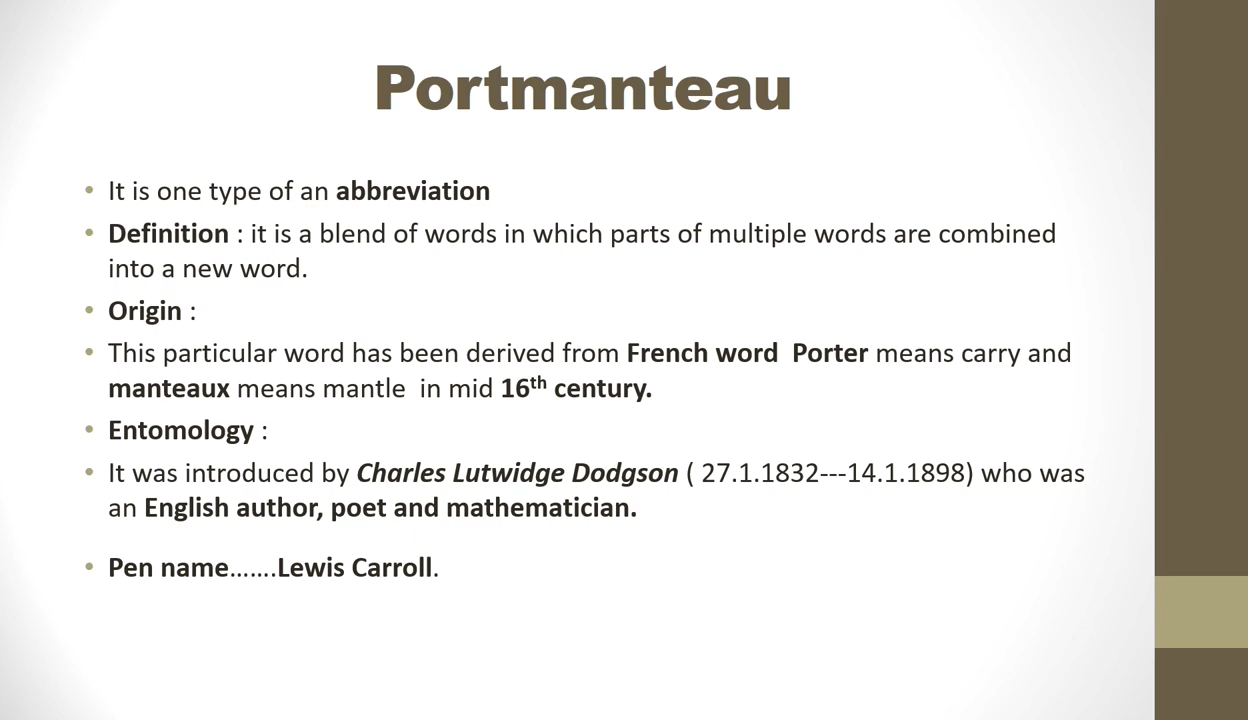 Portmanteau
• It is one type of an abbreviation
• Definition : it is a blend of words in which parts of multiple words are combined
into a new word.
• Origin :
• This particular word has been derived from French word  Porter means carry and
manteaux means mantle  in mid 16th century.
• Entomology :
• It was introduced by Charles Lutwidge Dodgson ( 27.1.1832---14.1.1898) who was
an English author, poet and mathematician.
• Pen name…….Lewis Carroll.